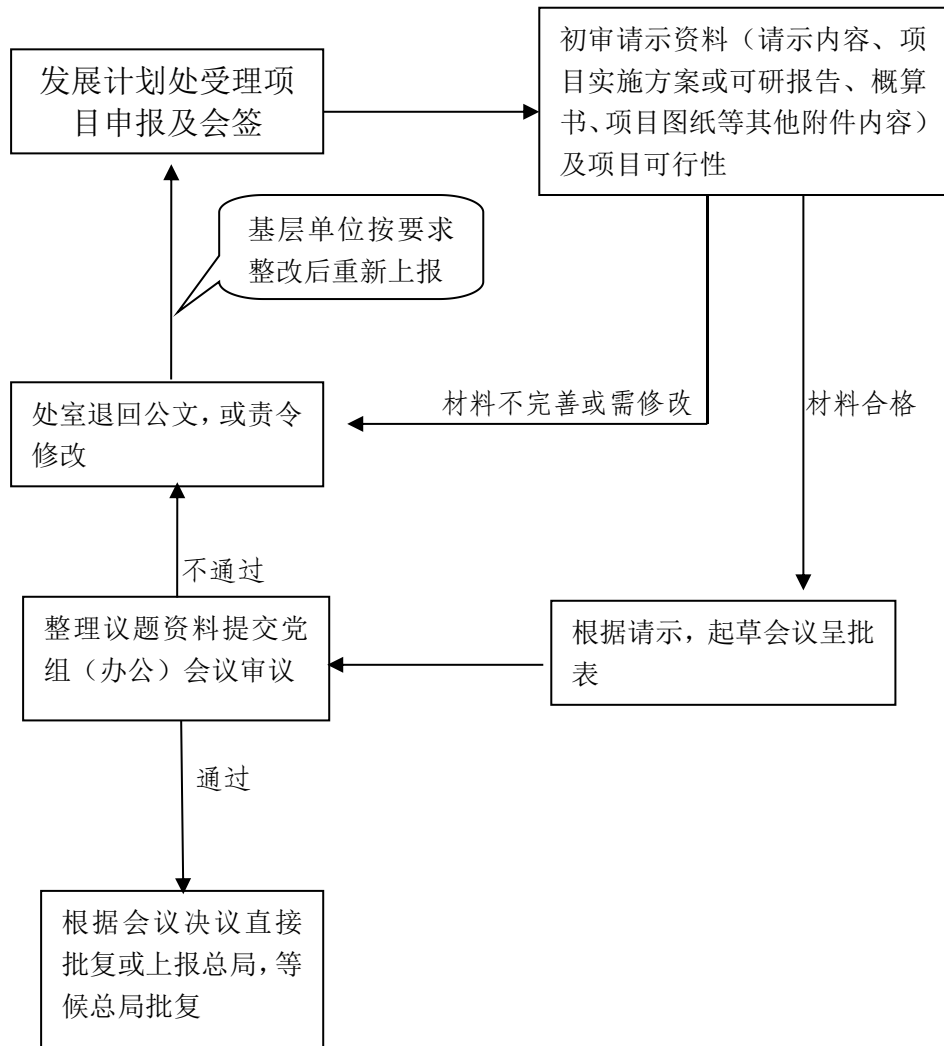 发展计划处受理项
目申报及会签
初审请示资料（请示内容、项
目实施方案或可研报告、概算
书、项目图纸等其他附件内容）
及项目可行性
基层单位按要求
整改后重新上报
处室退回公文，或责令
修改
材料不完善或需修改
材料合格
不通过
整理议题资料提交党
组（办公）会议审议
根据请示，起草会议呈批
表
通过
根据会议决议直接
批复或上报总局，等
候总局批复